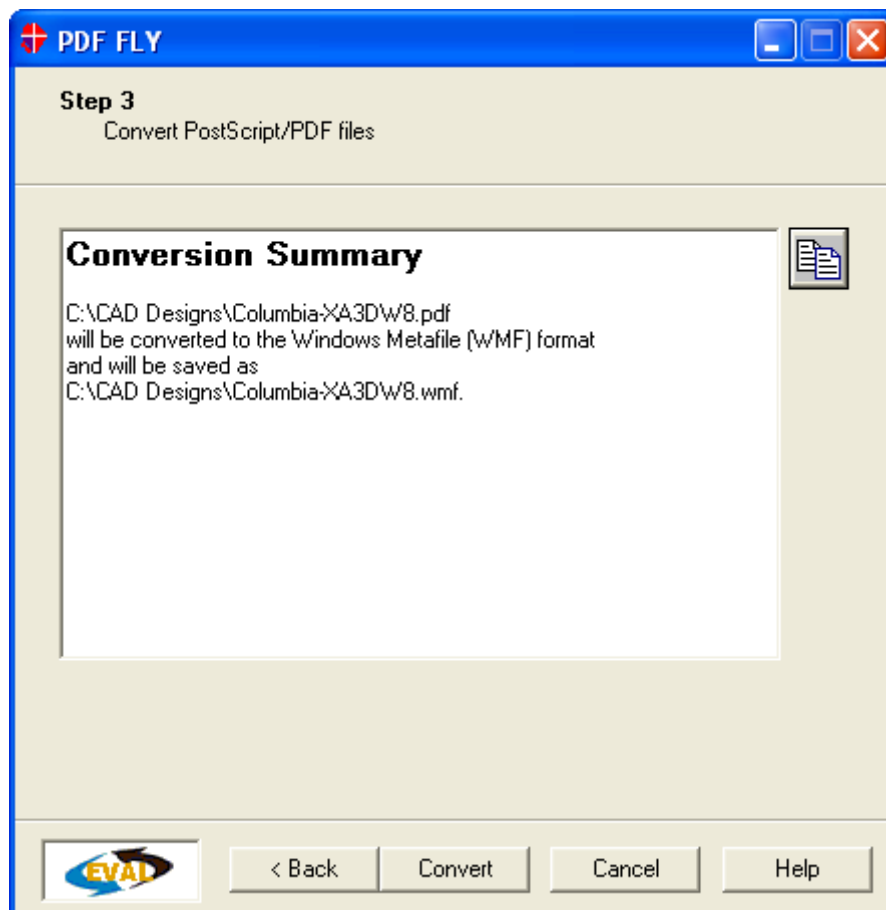 PDF FLY
Step 3
Convert PostScript/PDF files
Conversion Summary
C:\CAD Designs\Columbia-XA3DW8.pdf
will be converted to the Windows Metafile (WMF) format
and will be saved as
C:\CAD Designs\Columbia-XA3DW8.wmf.
EVAL
< Back
Convert
Cancel
Help